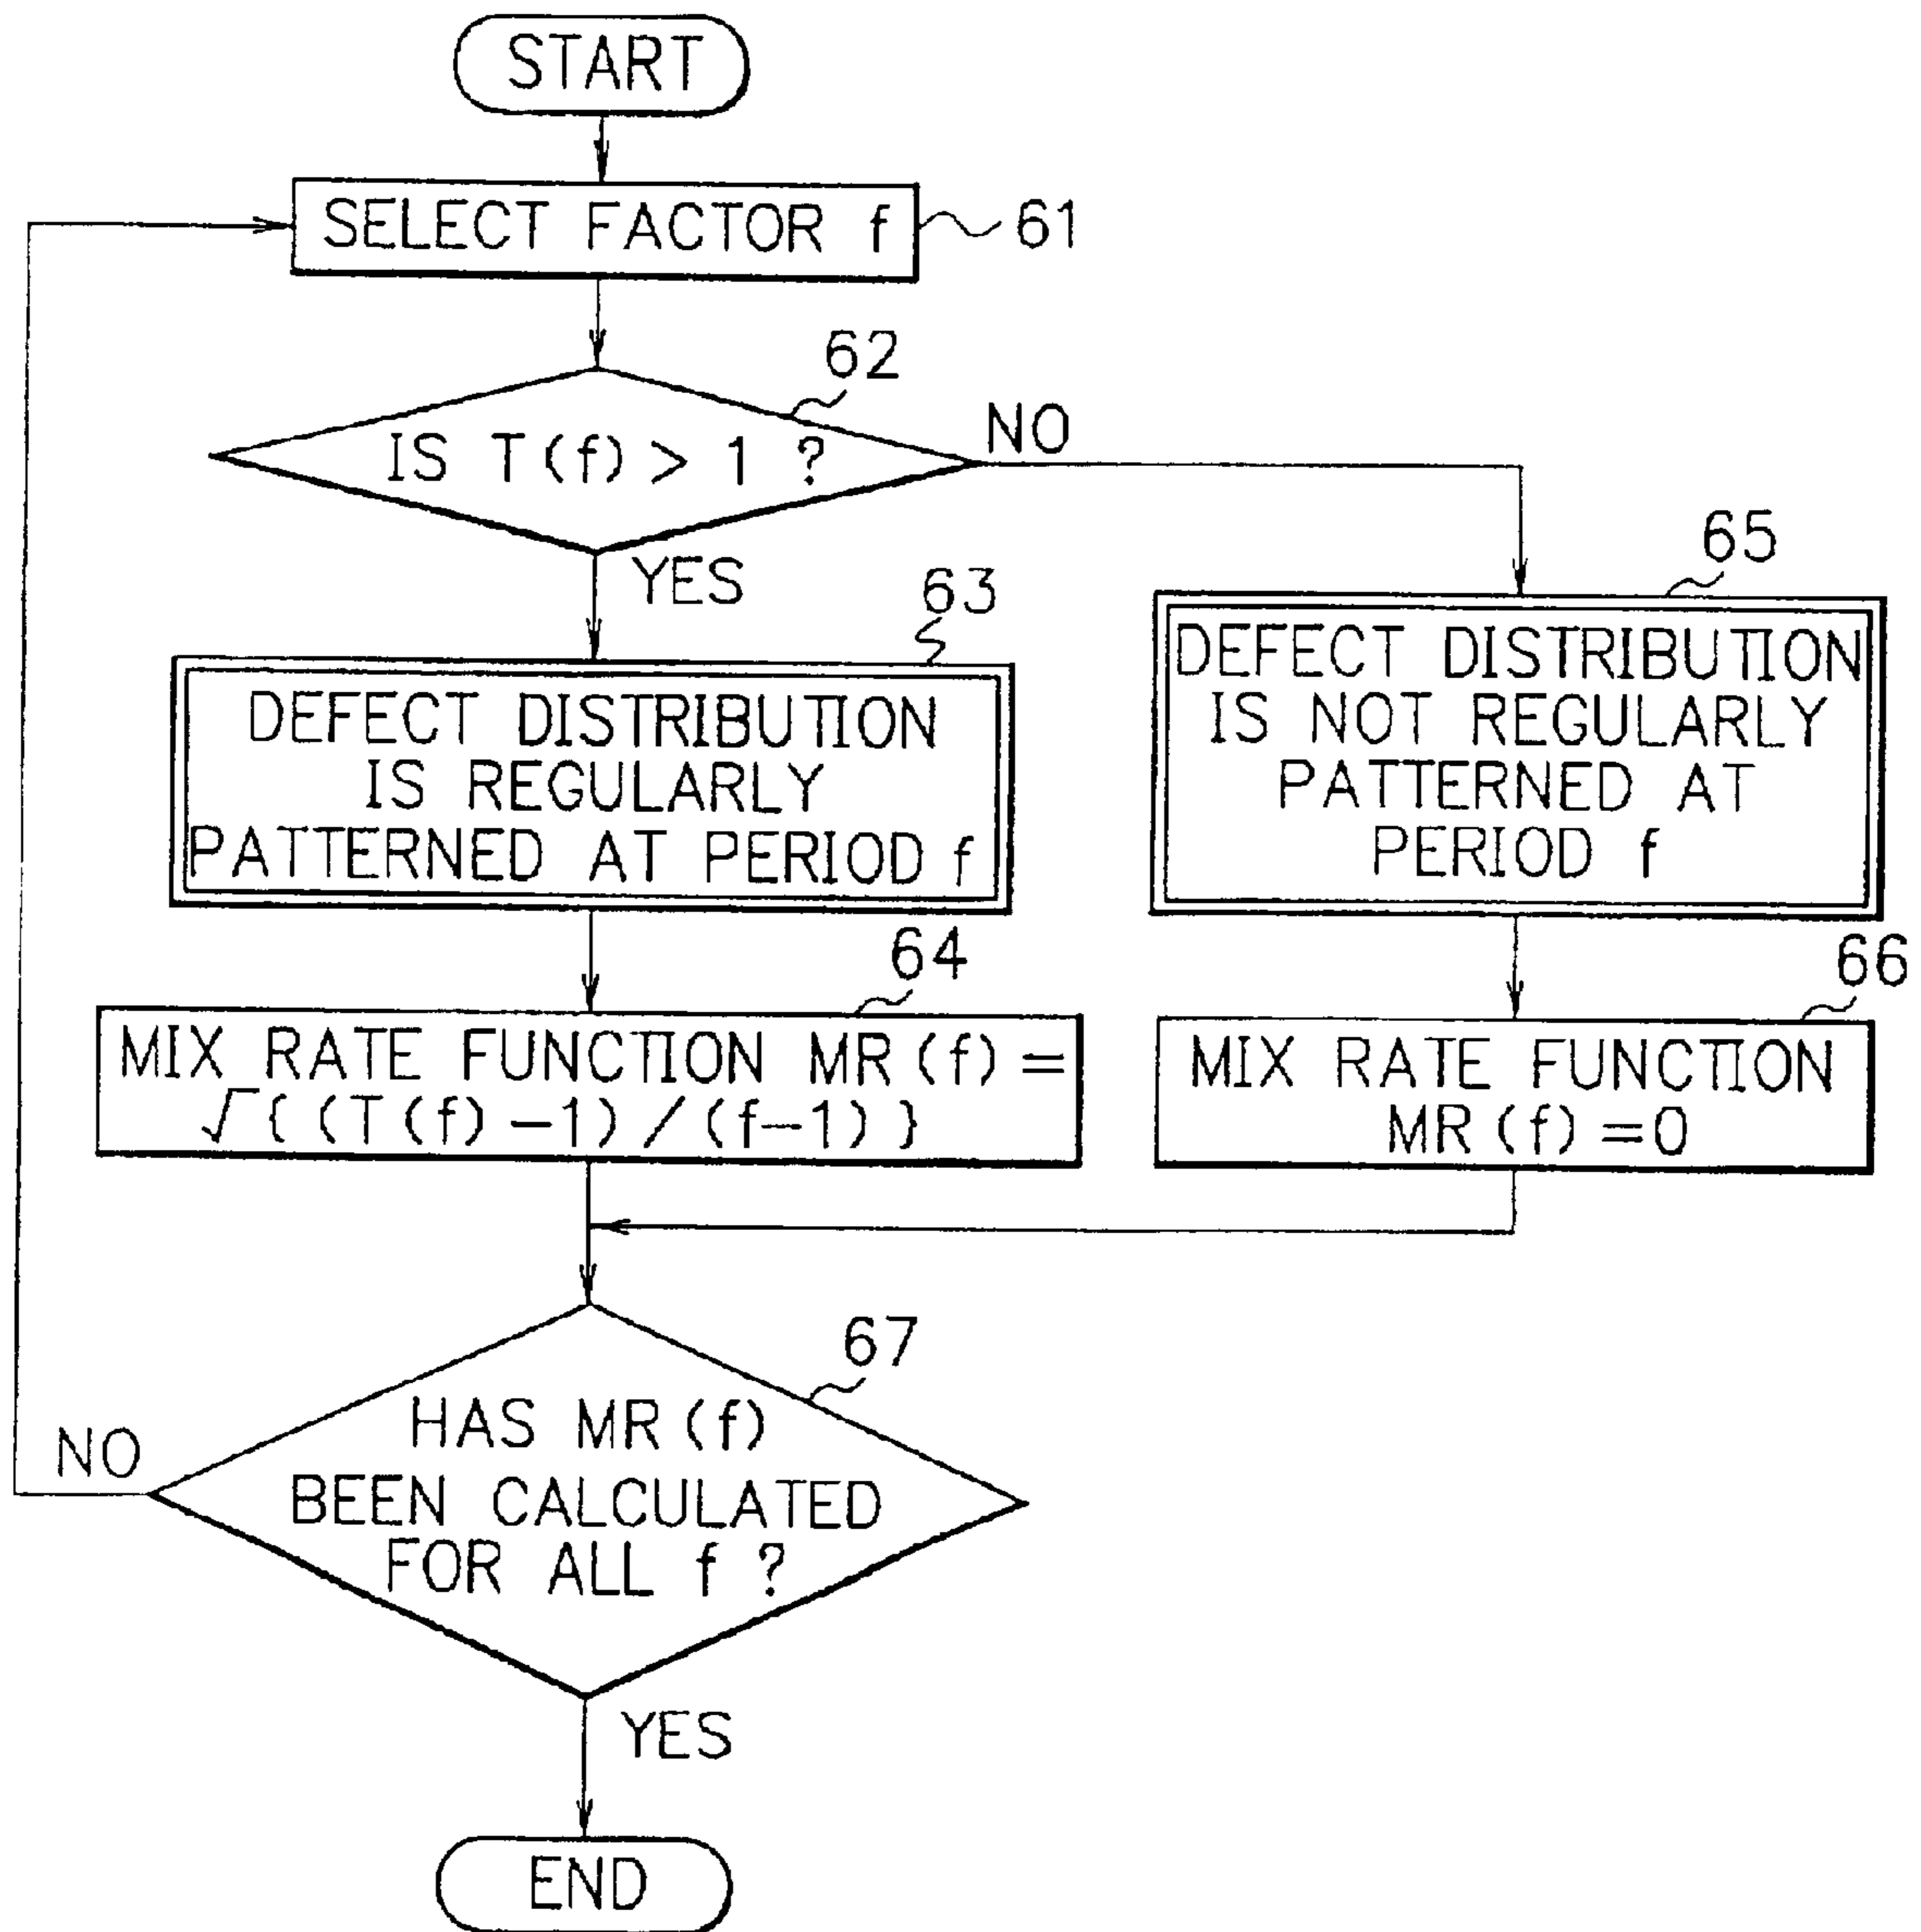 START
SELECT FACTOR f
61
62
IS T(f) > 1 ?
NO
YES
63
DEFECT DISTRIBUTION
IS REGULARLY
PATTERNED AT PERIOD f
65
DEFECT DISTRIBUTION
IS NOT REGULARLY
PATTERNED AT
PERIOD f
64
MIX RATE FUNCTION MR(f)=
√{(T(f)-1)/(f-1)}
66
MIX RATE FUNCTION
MR(f)=0
67
HAS MR(f)
BEEN CALCULATED
FOR ALL f ?
NO
YES
END